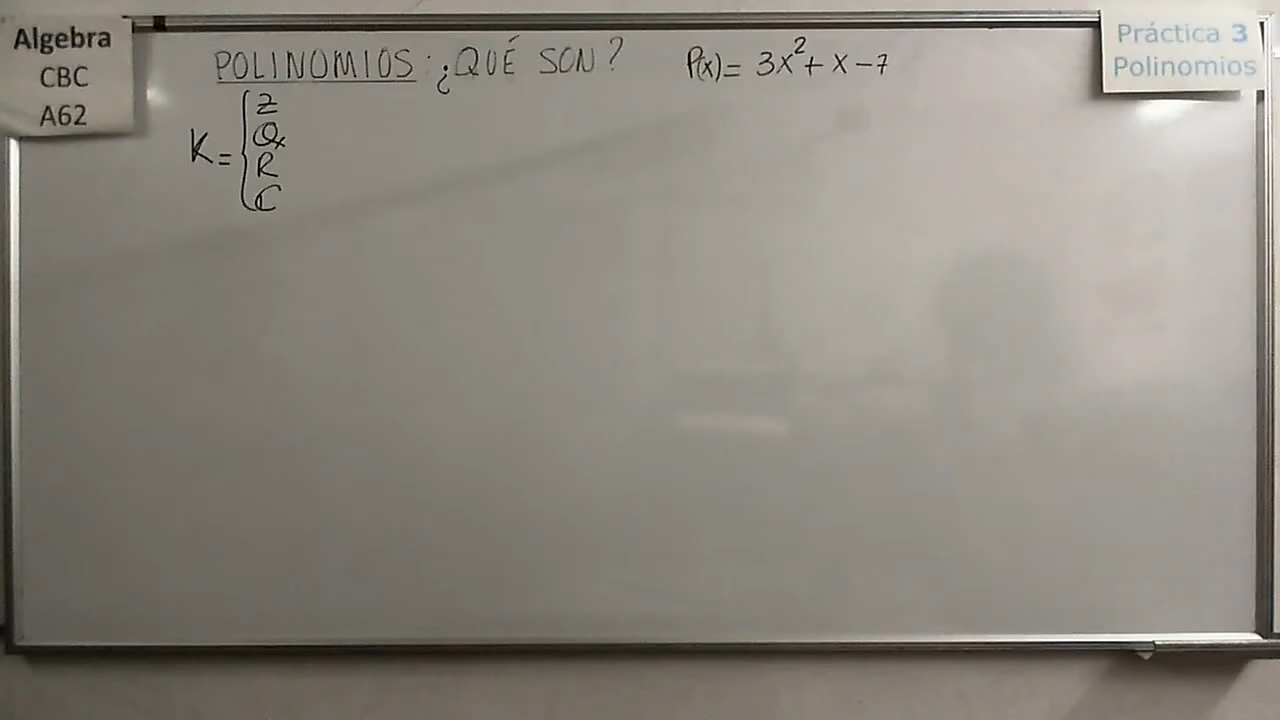 Algebra
CBC
A62
POLINOMIOS: ¿QUÉ SON? P(x)= 3x²+x-7
Práctica 3
Polinomios
K= { Z
Q
R
C